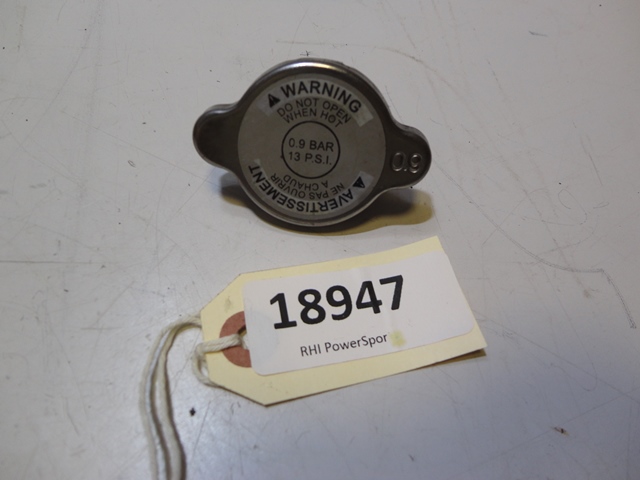 WARNING
DO NOT OPEN
WHEN HOT
0.9 BAR
13 P.S.I.
AVERTISSEMENT
NE PAS OUVRIR
A CHAUD
0.9
18947
RHI PowerSpor